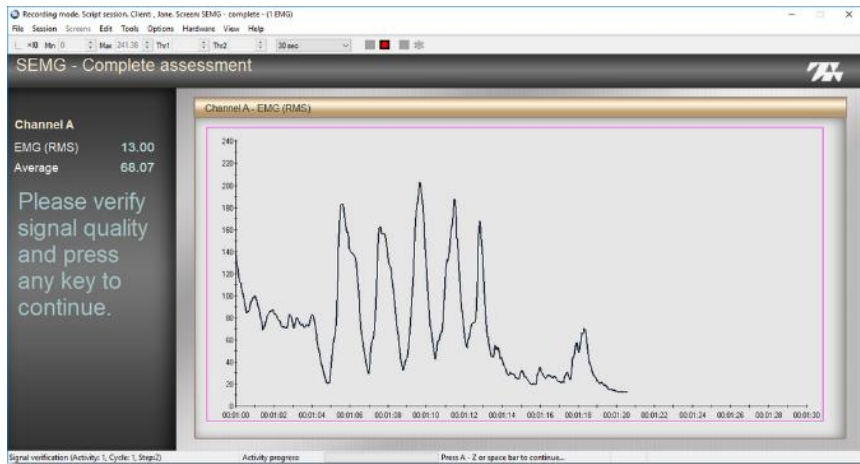 Recording mode. Script session. Client , Jane. Screen: SEMG - complete - (1 EMG)
File Session Screens Edit Tools Options Hardware View Help
×10 Min 0 Max 241.38 Thr1 Thr2 30 sec
SEMG - Complete assessment
Channel A - EMG (RMS)
Channel A
EMG (RMS) 13.00
Average 68.07
Please verify
signal quality
and press
any key to
continue.
240
220
200
180
160
140
120
100
80
60
40
20
0
00:01:00 00:01:02 00:01:04 00:01:06 00:01:08 00:01:10 00:01:12 00:01:14 00:01:16 00:01:18 00:01:20 00:01:22 00:01:24 00:01:26 00:01:28 00:01:30
Signal verification (Activity: 1, Cycle: 1, Step:2) Activity progress: Press A - Z or space bar to continue...